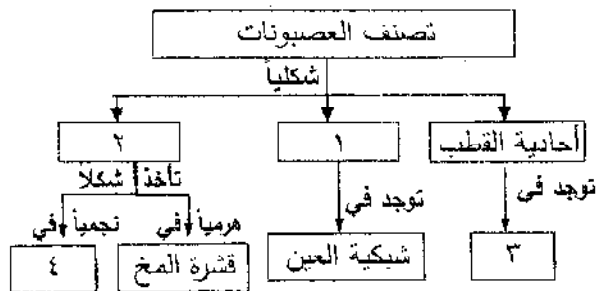 تصنف العصبونات
شكلياً
أحادية القطب
١
٢
توجد في
توجد في
تأخذ شكلاً
هرمياً في
نجمياً في
٣
شبكية العين
قشرة المخ
٤